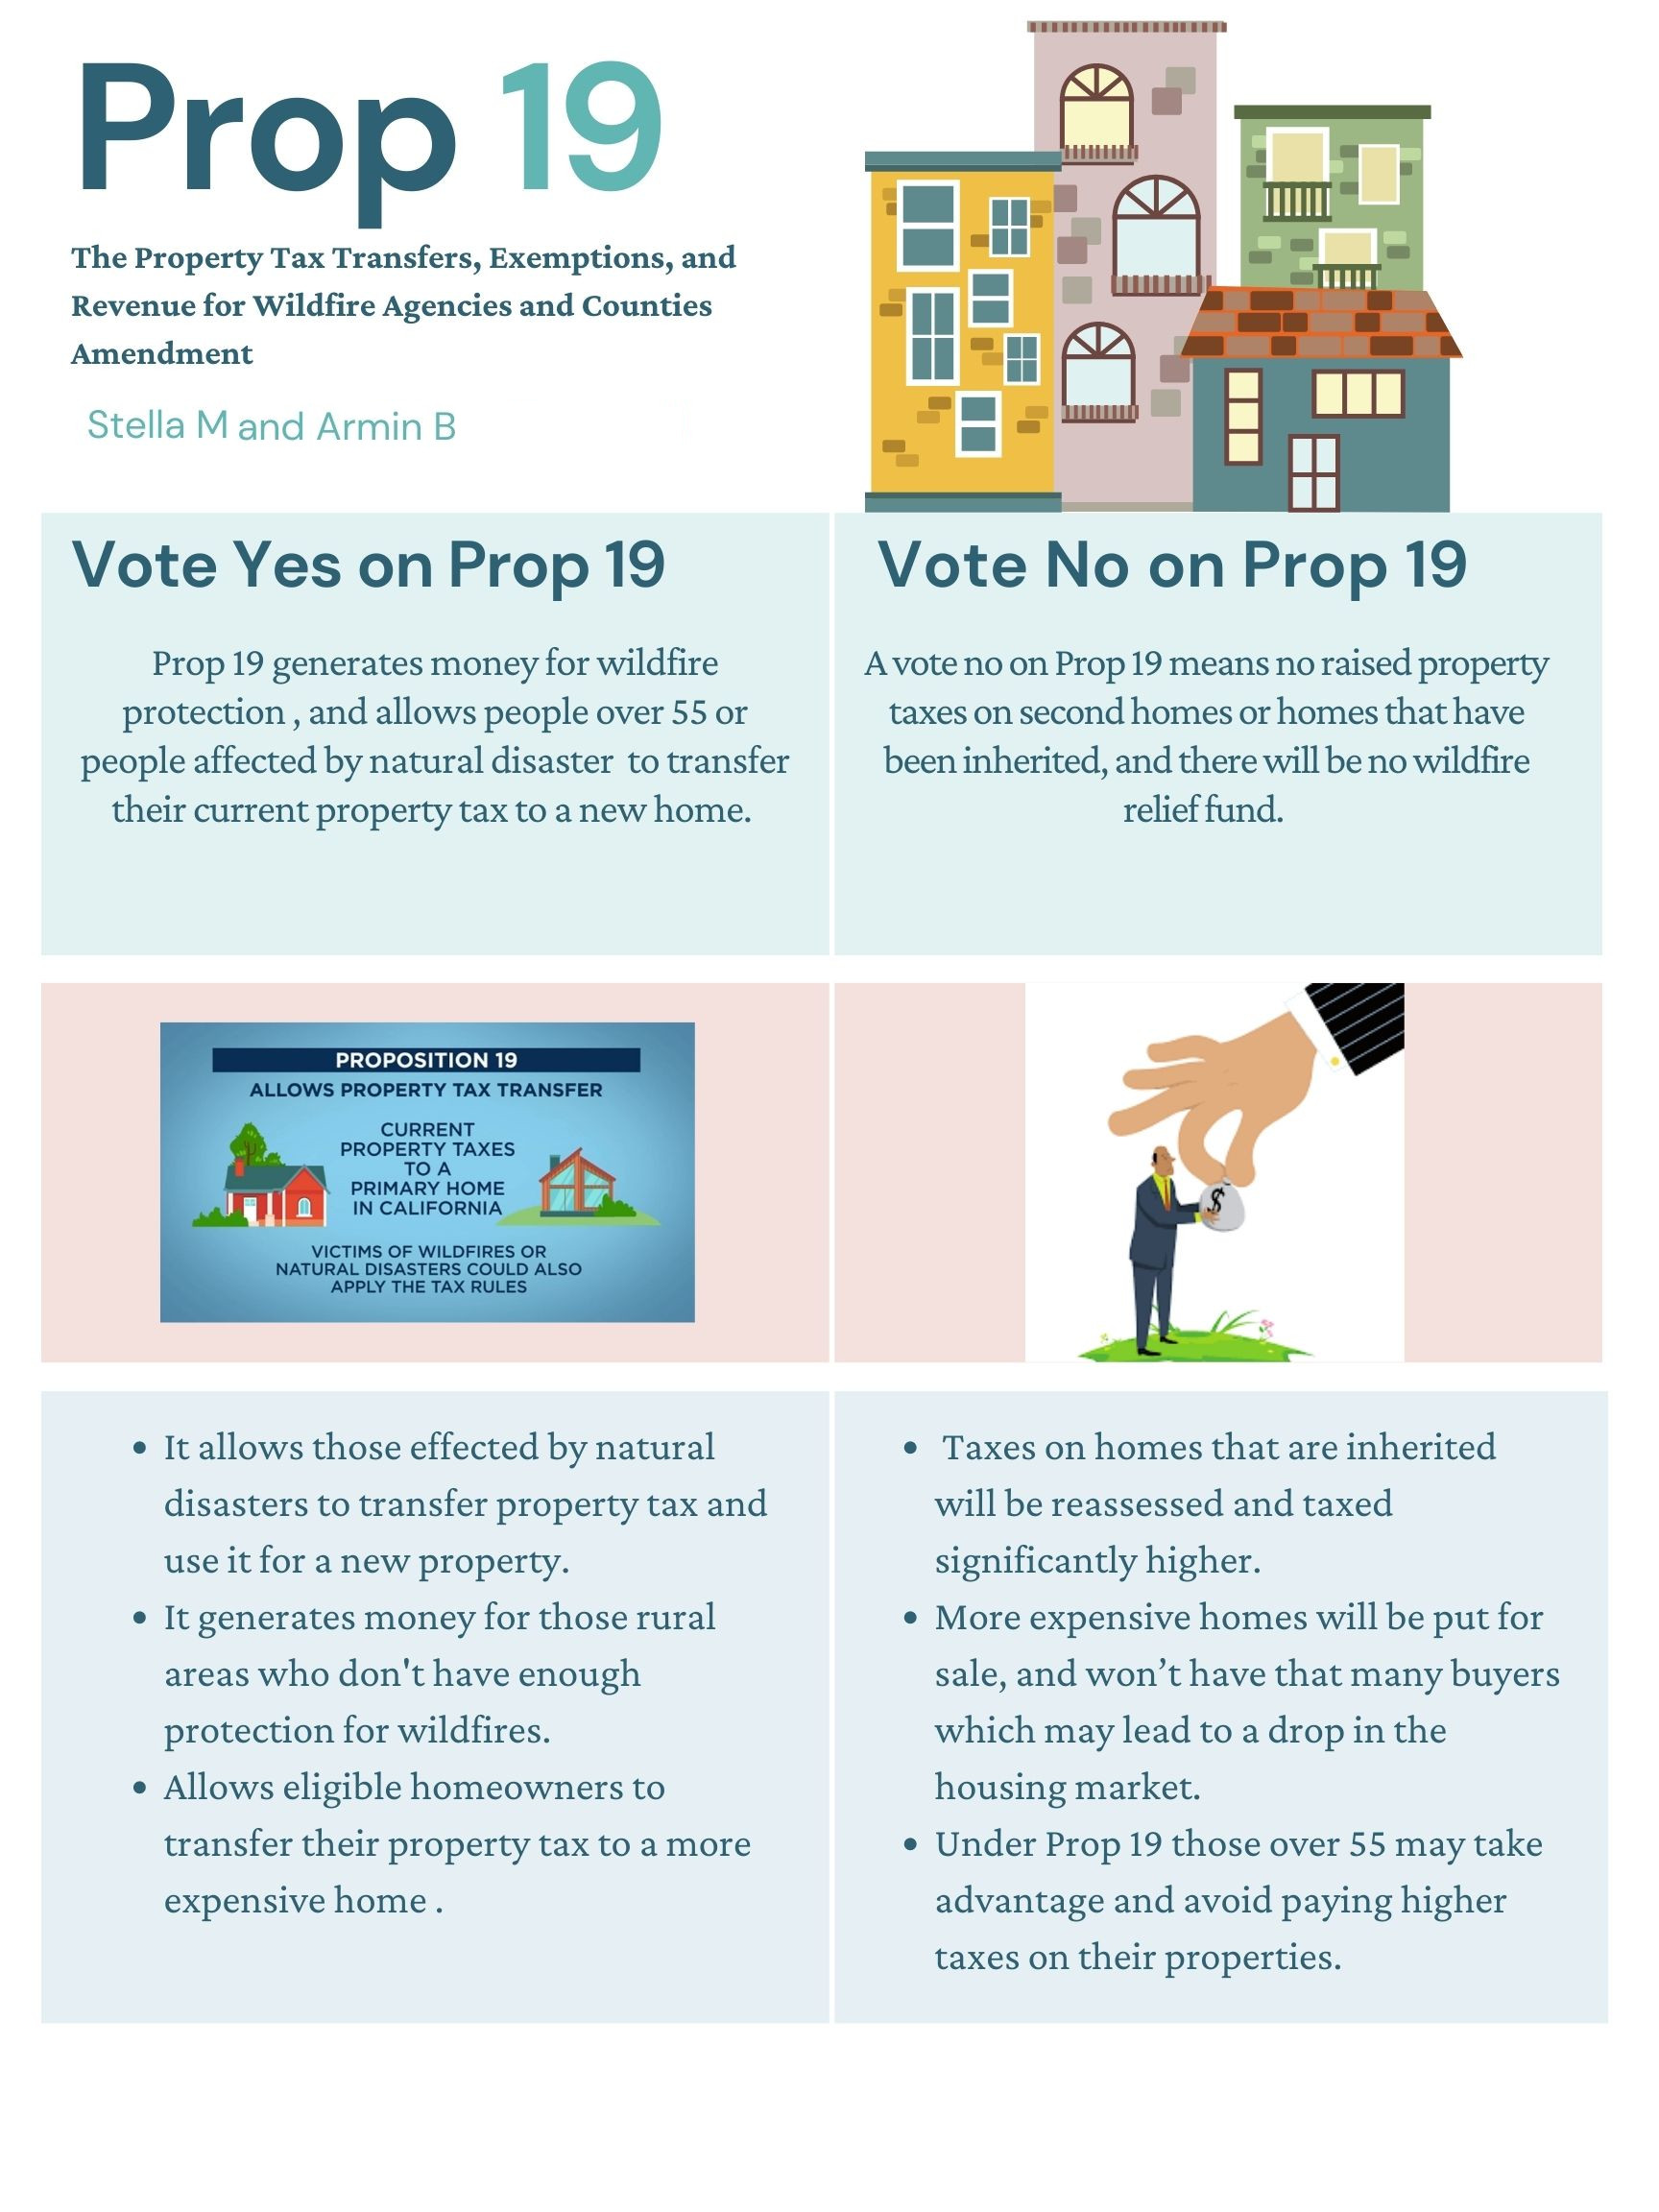 Prop 19
The Property Tax Transfers, Exemptions, and
Revenue for Wildfire Agencies and Counties
Amendment
Stella M and Armin B
Vote Yes on Prop 19
Prop 19 generates money for wildfire
protection , and allows people over 55 or
people affected by natural disaster to transfer
their current property tax to a new home.
Vote No on Prop 19
A vote no on Prop 19 means no raised property
taxes on second homes or homes that have
been inherited, and there will be no wildfire
relief fund.
PROPOSITION 19
ALLOWS PROPERTY TAX TRANSFER
CURRENT
PROPERTY TAXES
TO A
PRIMARY HOME
IN CALIFORNIA
VICTIMS OF WILDFIRES OR
NATURAL DISASTERS COULD ALSO
APPLY THE TAX RULES
$
• It allows those effected by natural
disasters to transfer property tax and
use it for a new property.
• It generates money for those rural
areas who don't have enough
protection for wildfires.
• Allows eligible homeowners to
transfer their property tax to a more
expensive home .
• Taxes on homes that are inherited
will be reassessed and taxed
significantly higher.
• More expensive homes will be put for
sale, and won’t have that many buyers
which may lead to a drop in the
housing market.
• Under Prop 19 those over 55 may take
advantage and avoid paying higher
taxes on their properties.